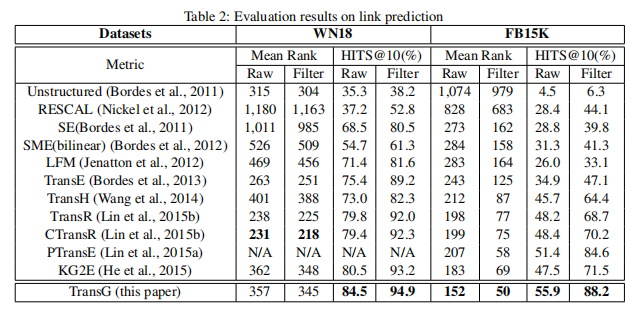 Table 2: Evaluation results on link prediction
Datasets WN18 FB15K
Metric Mean Rank HITS@10(%) Mean Rank HITS@10(%)
Raw Filter Raw Filter Raw Filter Raw Filter
Unstructured (Bordes et al., 2011) 315 304 35.3 38.2 1,074 979 4.5 6.3
RESCAL (Nickel et al., 2012) 1,180 1,163 37.2 52.8 828 683 28.4 44.1
SE(Bordes et al., 2011) 1,011 985 68.5 80.5 273 162 28.8 39.8
SME(bilinear) (Bordes et al., 2012) 526 509 54.7 61.3 284 158 31.3 41.3
LFM (Jenatton et al., 2012) 469 456 71.4 81.6 283 164 26.0 33.1
TransE (Bordes et al., 2013) 263 251 75.4 89.2 243 125 34.9 47.1
TransH (Wang et al., 2014) 401 388 73.0 82.3 212 87 45.7 64.4
TransR (Lin et al., 2015b) 238 225 79.8 92.0 198 77 48.2 68.7
CTransR (Lin et al., 2015b) 231 218 79.4 92.3 199 75 48.4 70.2
PTransE (Lin et al., 2015a) N/A N/A N/A N/A 207 58 51.4 84.6
KG2E (He et al., 2015) 362 348 80.5 93.2 183 69 47.5 71.5
TransG (this paper) 357 345 84.5 94.9 152 50 55.9 88.2